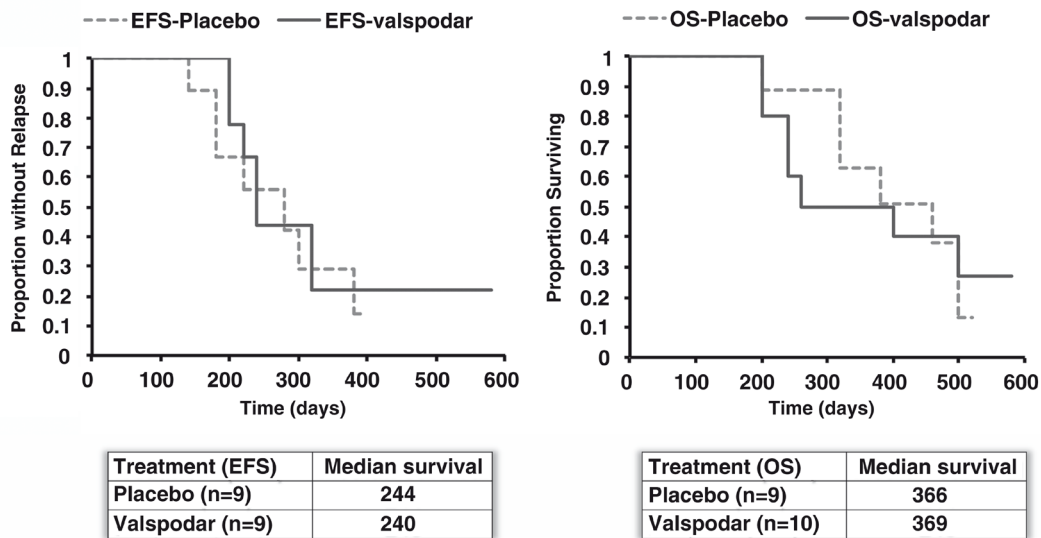 EFS-Placebo EFS-valspodar
OS-Placebo OS-valspodar
Proportion without Relapse
1
0.9
0.8
0.7
0.6
0.5
0.4
0.3
0.2
0.1
0
0 100 200 300 400 500 600
Time (days)
Proportion Surviving
1
0.9
0.8
0.7
0.6
0.5
0.4
0.3
0.2
0.1
0
0 100 200 300 400 500 600
Time (days)
Treatment (EFS) Median survival
Placebo (n=9) 244
Valspodar (n=9) 240
Treatment (OS) Median survival
Placebo (n=9) 366
Valspodar (n=10) 369